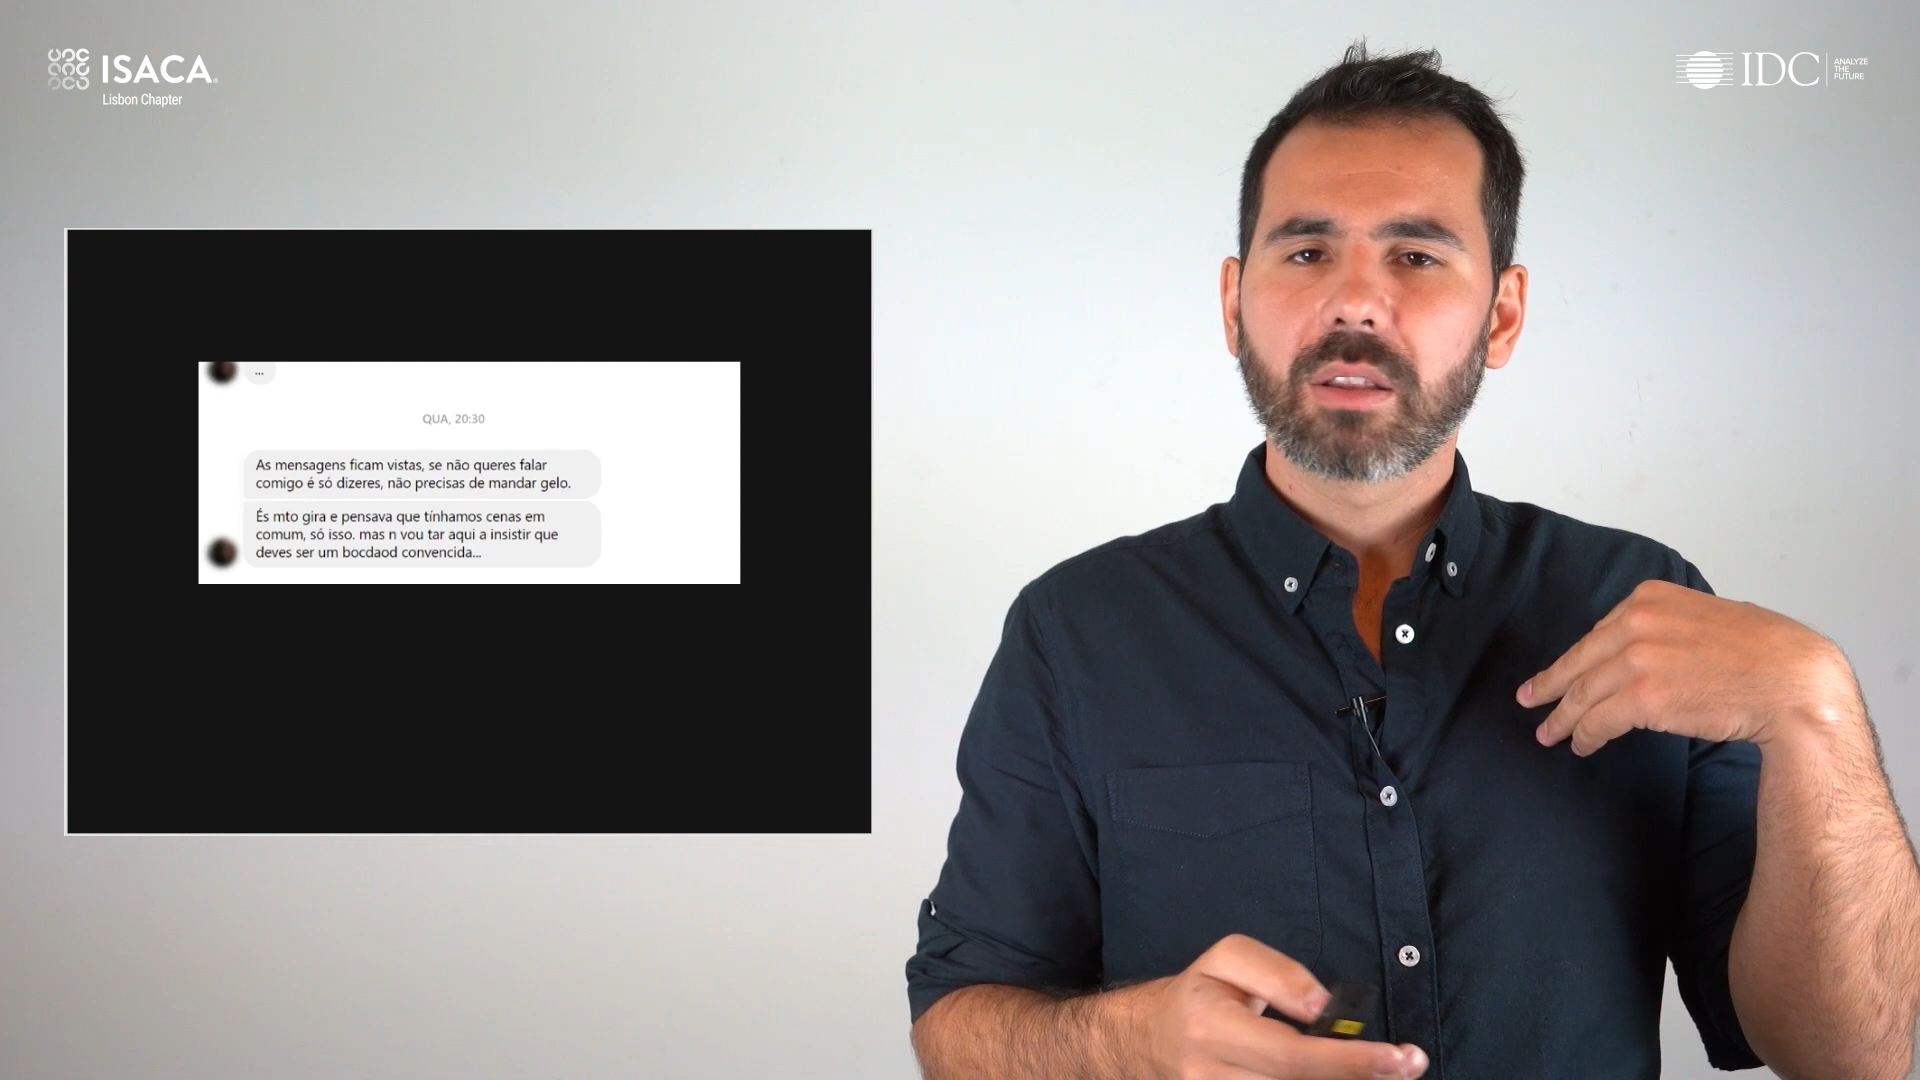 ISACA
Lisbon Chapter
IDC
ANALYZE
THE
FUTURE
...
QUA, 20:30
As mensagens ficam vistas, se não queres falar
comigo é só dizeres, não precisas de mandar gelo.
És mto gira e pensava que tínhamos cenas em
comum, só isso. mas n vou tar aqui a insistir que
deves ser um bocdaod convencida...